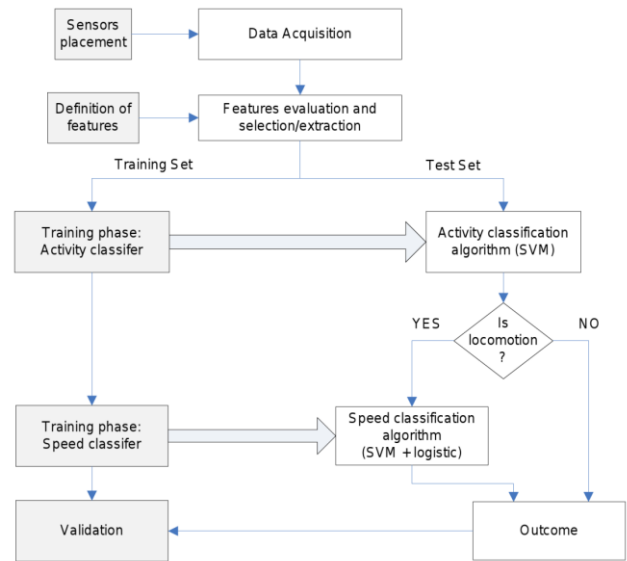 Sensors
placement
Data Acquisition
Definition of
features
Features evaluation and
selection/extraction
Training Set
Test Set
Training phase:
Activity classifer
Activity classification
algorithm (SVM)
YES
Is
locomotion
?
NO
Training phase:
Speed classifer
Speed classification
algorithm
(SVM +logistic)
Validation
Outcome